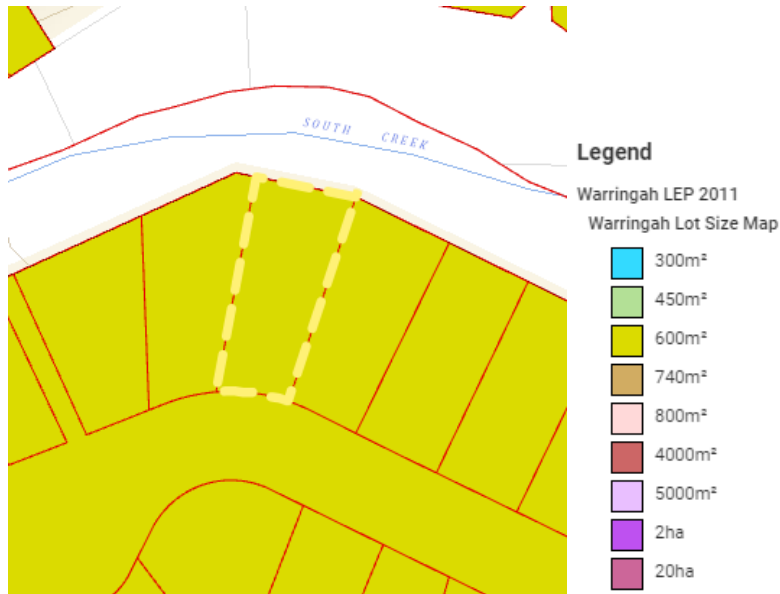 SOUTH CREEK
Legend
Warringah LEP 2011
Warringah Lot Size Map
300m²
450m²
600m²
740m²
800m²
4000m²
5000m²
2ha
20ha